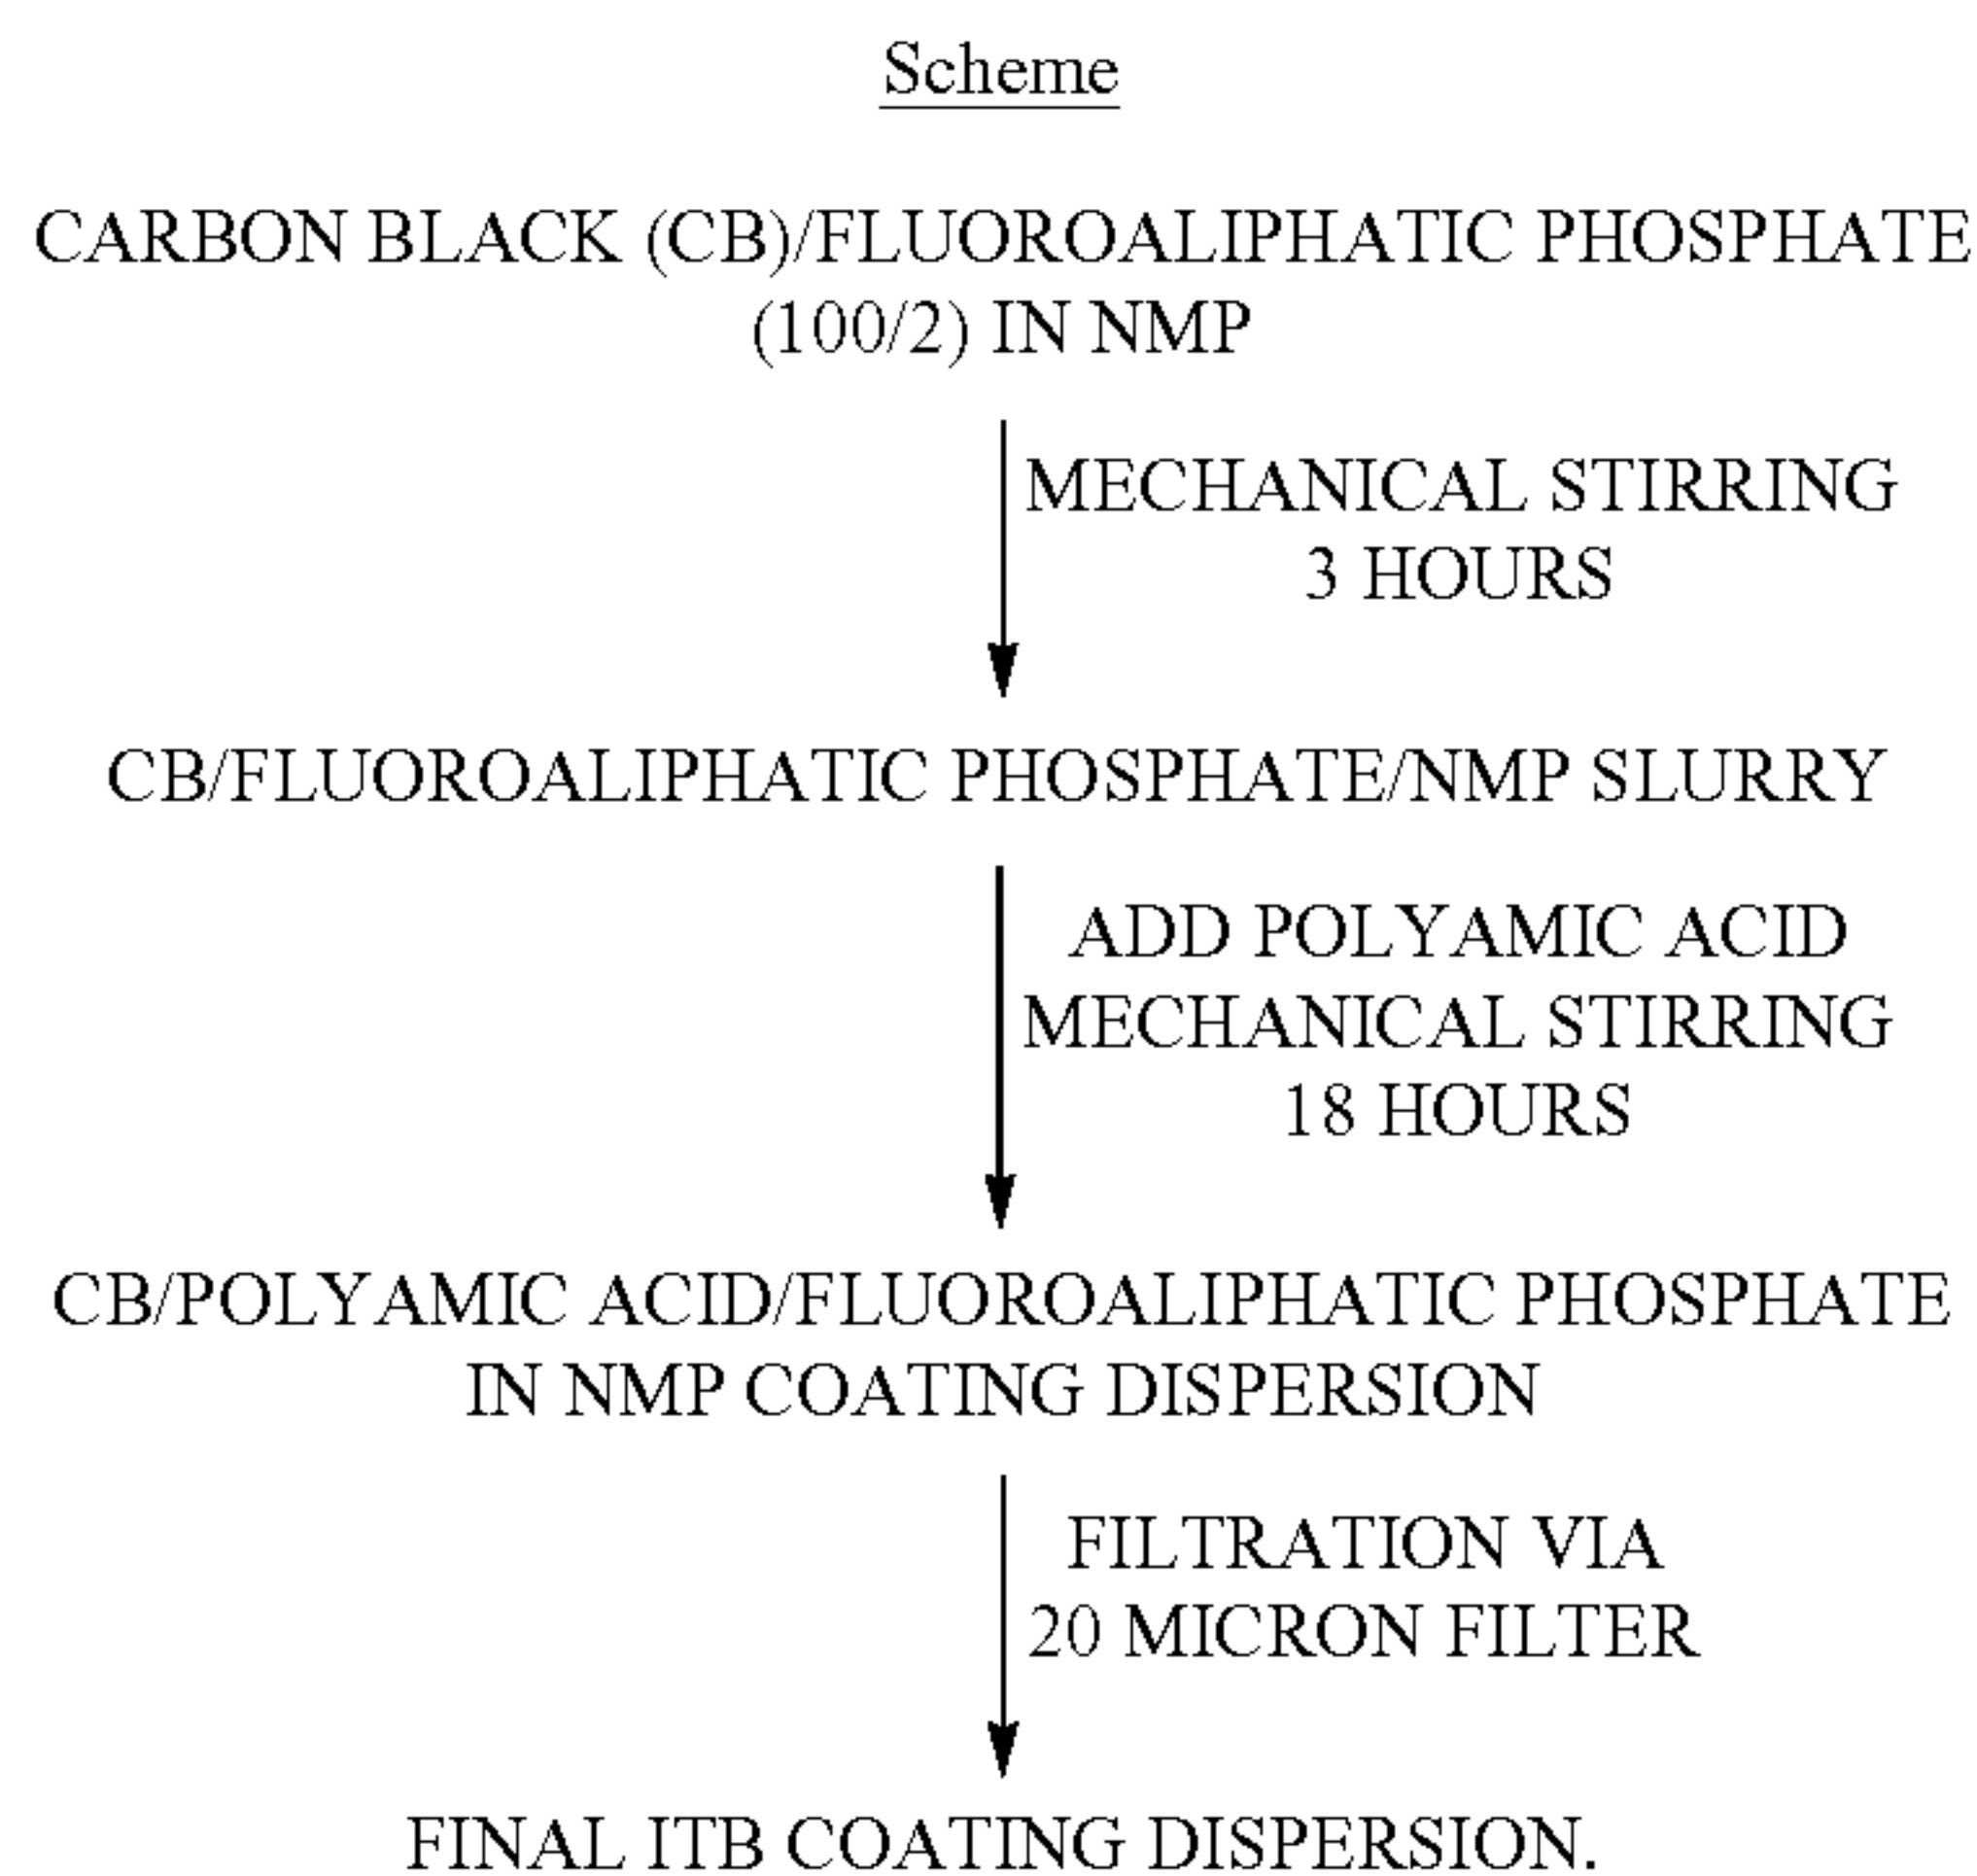 Scheme
CARBON BLACK (CB)/FLUOROALIPHATIC PHOSPHATE
(100/2) IN NMP
MECHANICAL STIRRING
3 HOURS
CB/FLUOROALIPHATIC PHOSPHATE/NMP SLURRY
ADD POLYAMIC ACID
MECHANICAL STIRRING
18 HOURS
CB/POLYAMIC ACID/FLUOROALIPHATIC PHOSPHATE
IN NMP COATING DISPERSION
FILTRATION VIA
20 MICRON FILTER
FINAL ITB COATING DISPERSION.